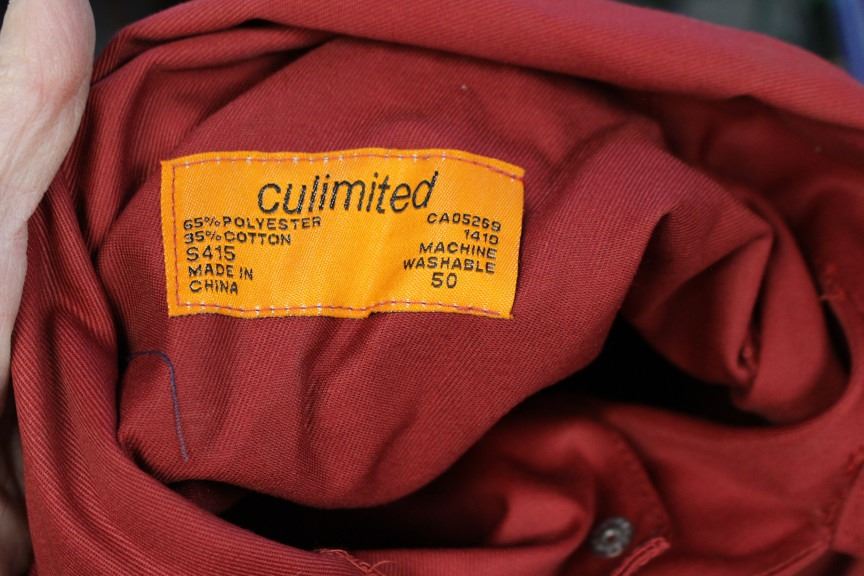 culimited
65% POLYESTER
35% COTTON
S415
MADE IN
CHINA
CA05269
1410
MACHINE
WASHABLE
50